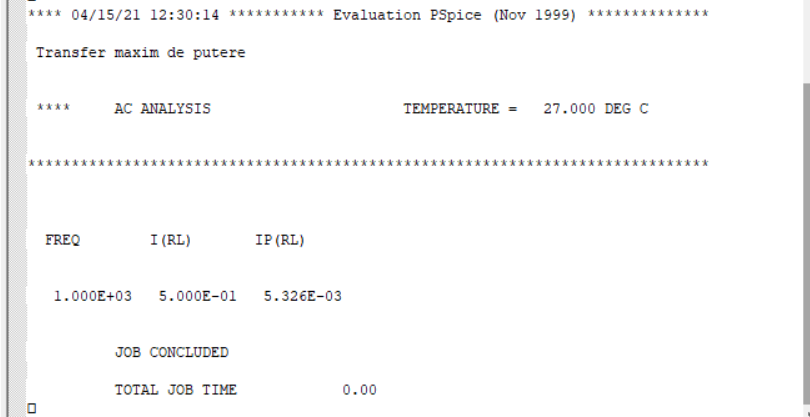 **** 04/15/21 12:30:14 *********** Evaluation PSpice (Nov 1999) **************
Transfer maxim de putere
**** AC ANALYSIS TEMPERATURE = 27.000 DEG C
******************************************************************************
FREQ I(RL) IP(RL)
1.000E+03 5.000E-01 5.326E-03
JOB CONCLUDED
TOTAL JOB TIME 0.00